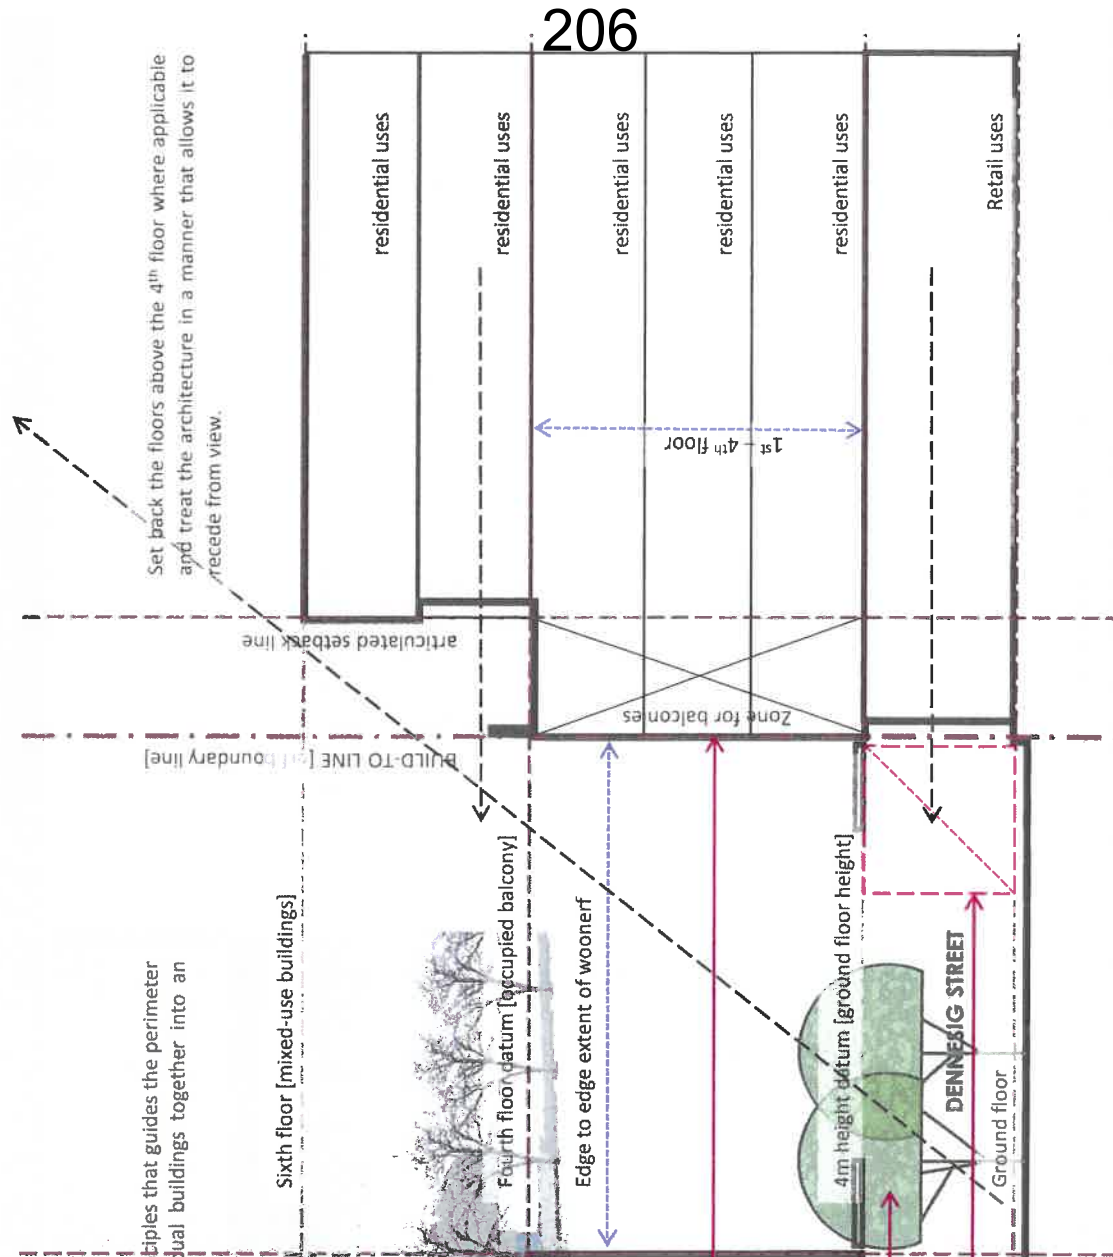 206
Set back the floors above the 4th floor where applicable
and treat the architecture in a manner that allows it to
recede from view.
residential uses
residential uses
residential uses
residential uses
residential uses
Retail uses
1st – 4th floor
articulated setback line
Zone for balconies
BUILD-TO LINE [ boundary line]
ciples that guides the perimeter
dual buildings together into an
Sixth floor [mixed-use buildings]
Fourth floor datum [occupied balcony]
Edge to edge extent of woonerf
4m height datum [ground floor height]
DENNESIG STREET
Ground floor